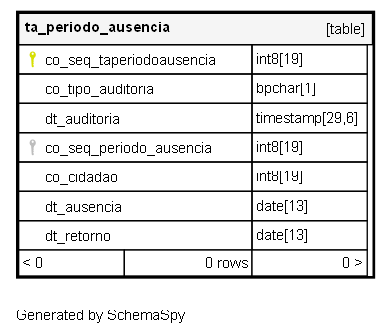 ta_periodo_ausencia [table]
co_seq_taperiodoausencia int8[19]
co_tipo_auditoria bpchar[1]
dt_auditoria timestamp[29,6]
co_seq_periodo_ausencia int8[19]
co_cidadao int8[19]
dt_ausencia date[13]
dt_retorno date[13]
< 0 0 rows 0 >
Generated by SchemaSpy